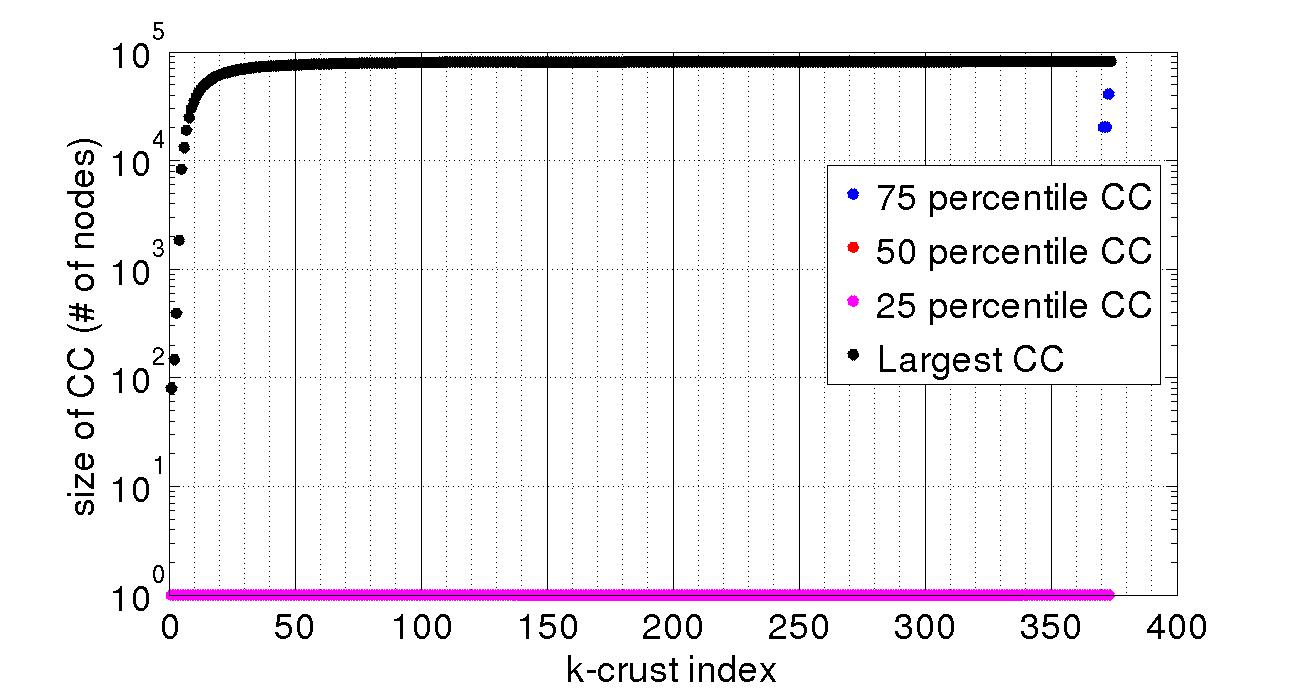 size of CC (# of nodes)
10^5
10^4
10^3
10^2
10^1
10^0
75 percentile CC
50 percentile CC
25 percentile CC
Largest CC
0 50 100 150 200 250 300 350 400
k-crust index